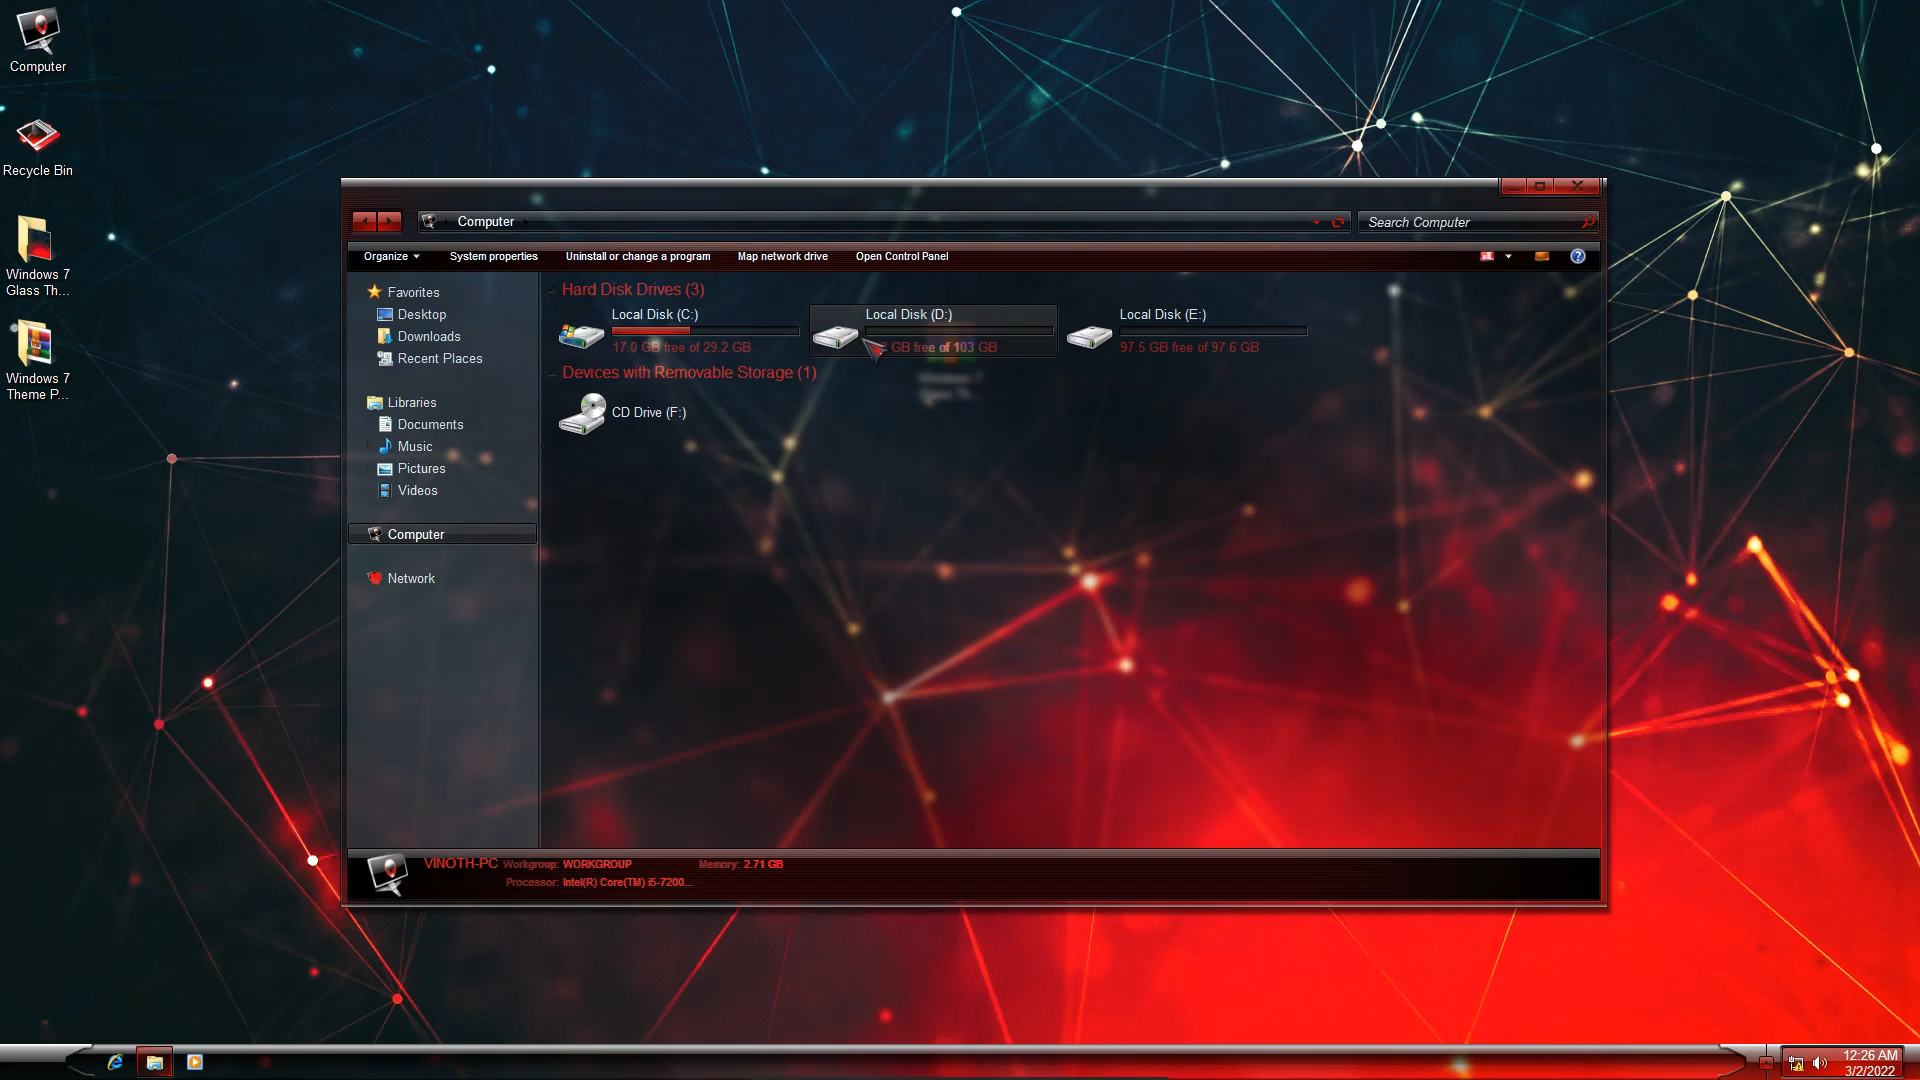 Computer
Recycle Bin
Windows 7
Glass Th...
Windows 7
Theme P...
Computer
Search Computer
Organize
System properties
Uninstall or change a program
Map network drive
Open Control Panel
Favorites
Desktop
Downloads
Recent Places
Libraries
Documents
Music
Pictures
Videos
Computer
Network
Hard Disk Drives (3)
Local Disk (C:)
17.0 GB free of 29.2 GB
Local Disk (D:)
GB free of 103 GB
Local Disk (E:)
97.5 GB free of 97.6 GB
Devices with Removable Storage (1)
CD Drive (F:)
VINOTH-PC Workgroup: WORKGROUP Memory: 2.71 GB
Processor: Intel(R) Core(TM) i5-7200...
12:26 AM
3/2/2022